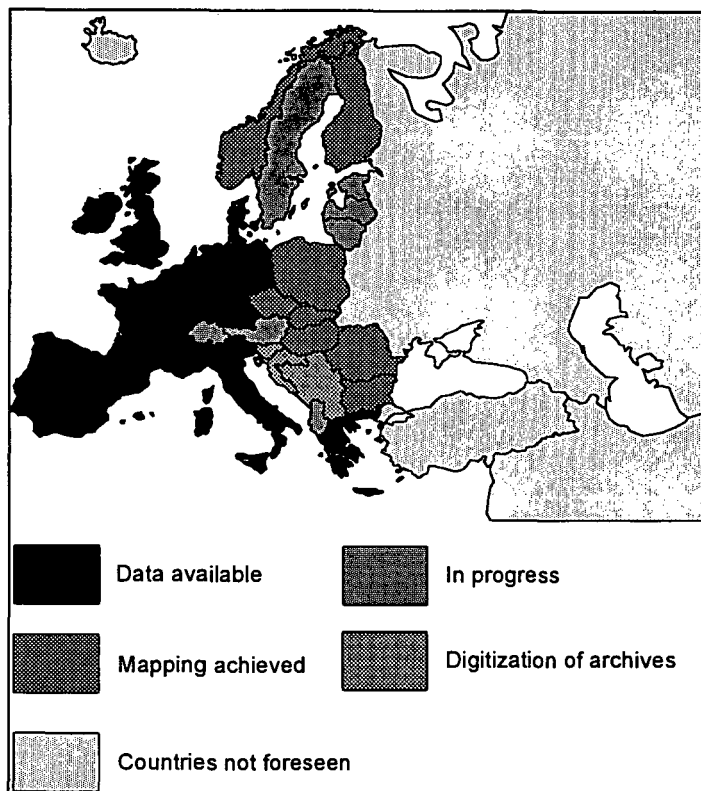 Data available
In progress
Mapping achieved
Digitization of archives
Countries not foreseen